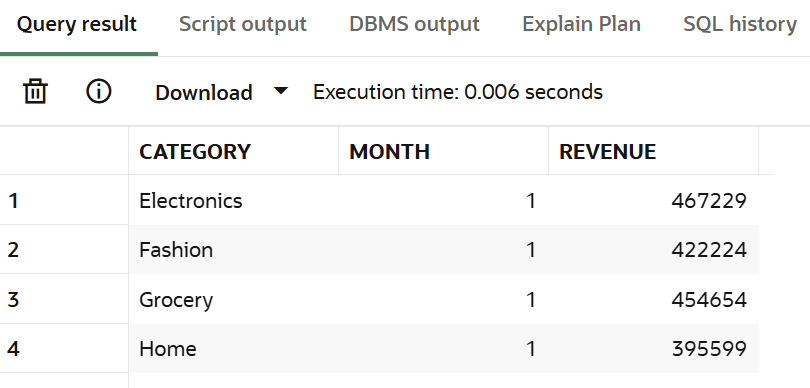 Query result Script output DBMS output Explain Plan SQL history
Download Execution time: 0.006 seconds
CATEGORY MONTH REVENUE
1 Electronics 1 467229
2 Fashion 1 422224
3 Grocery 1 454654
4 Home 1 395599